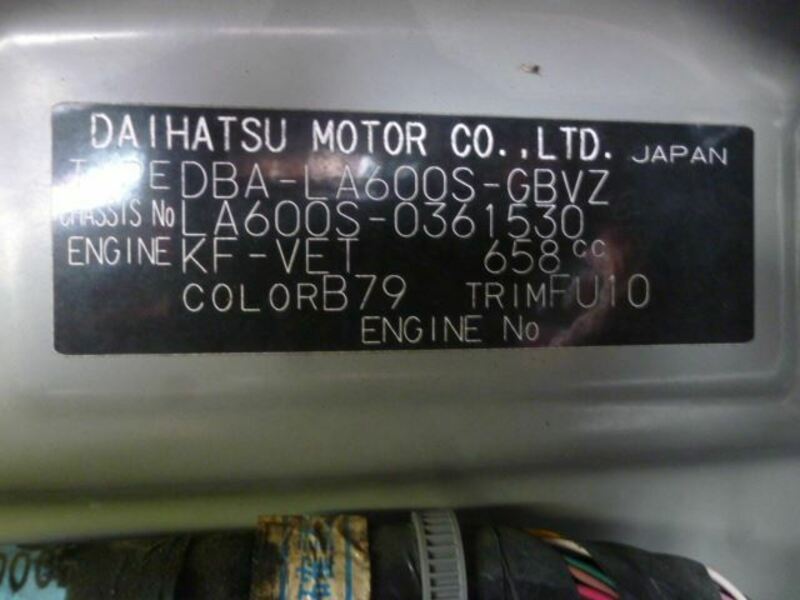 DAIHATSU MOTOR CO.,LTD. JAPAN
TYPE DBA-LA600S-GBVZ
CHASSIS No LA600S-0361530
ENGINE KF-VET 658cc
COLOR B79 TRIM FU10
ENGINE No